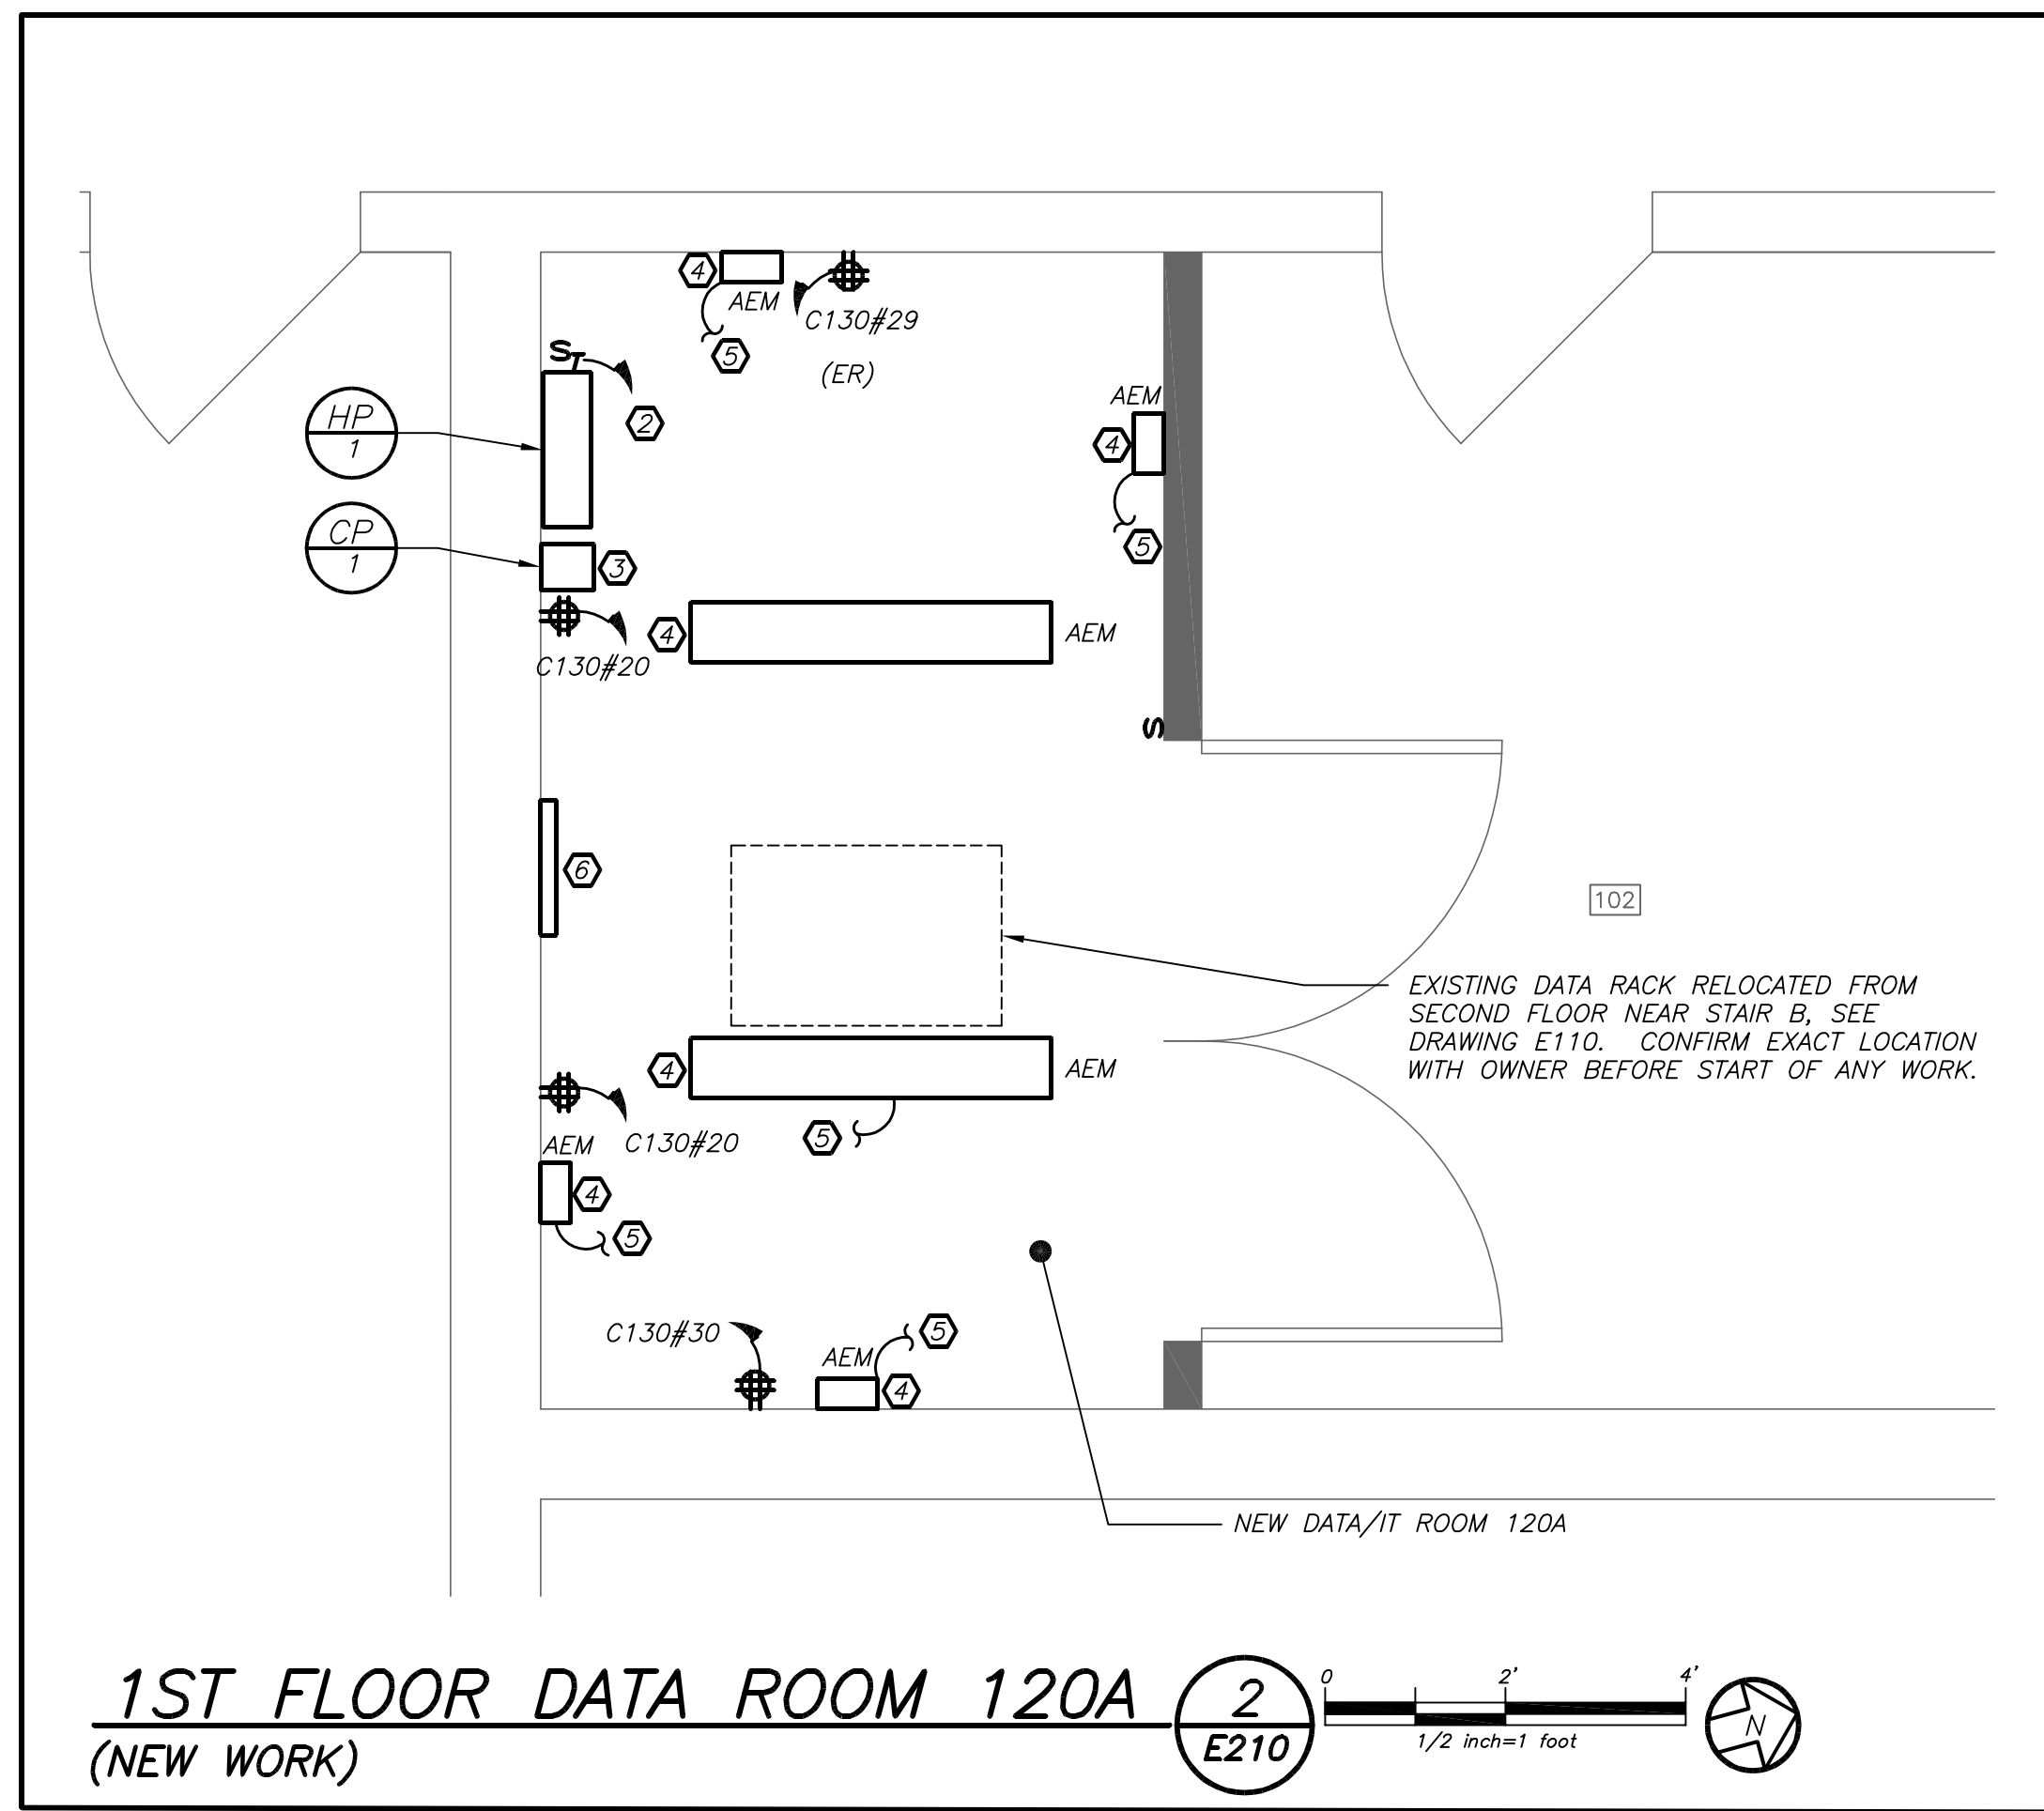 4
AEM
C130#29
5
(ER)
S
T
2
HP
1
AEM
4
5
CP
1
3
C130#20
4
AEM
S
6
102
EXISTING DATA RACK RELOCATED FROM
SECOND FLOOR NEAR STAIR B, SEE
DRAWING E110. CONFIRM EXACT LOCATION
WITH OWNER BEFORE START OF ANY WORK.
4
AEM
5
C130#20
AEM
4
5
C130#30
AEM
5
4
NEW DATA/IT ROOM 120A
1ST FLOOR DATA ROOM 120A
(NEW WORK)
2
E210
0 2' 4'
1/2 inch=1 foot
N